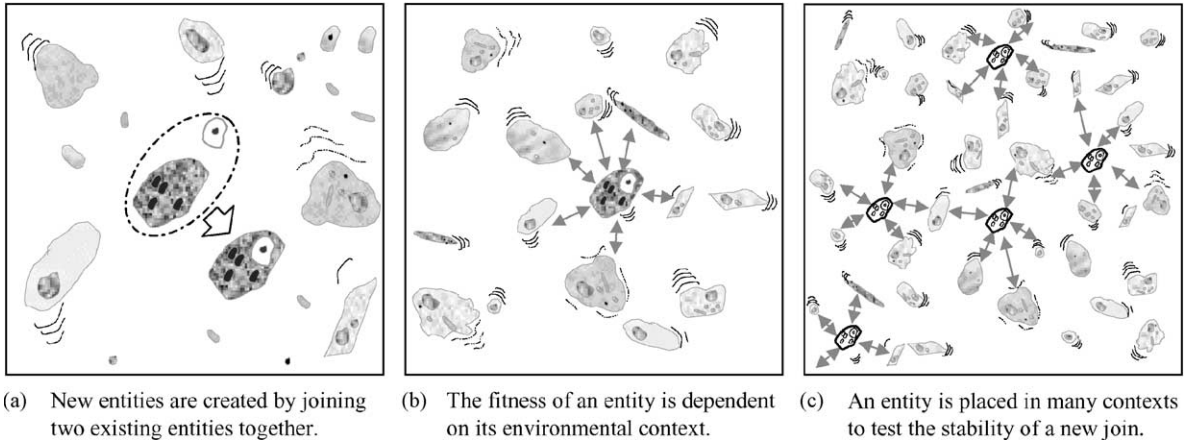 (a) New entities are created by joining
two existing entities together.
(b) The fitness of an entity is dependent
on its environmental context.
(c) An entity is placed in many contexts
to test the stability of a new join.